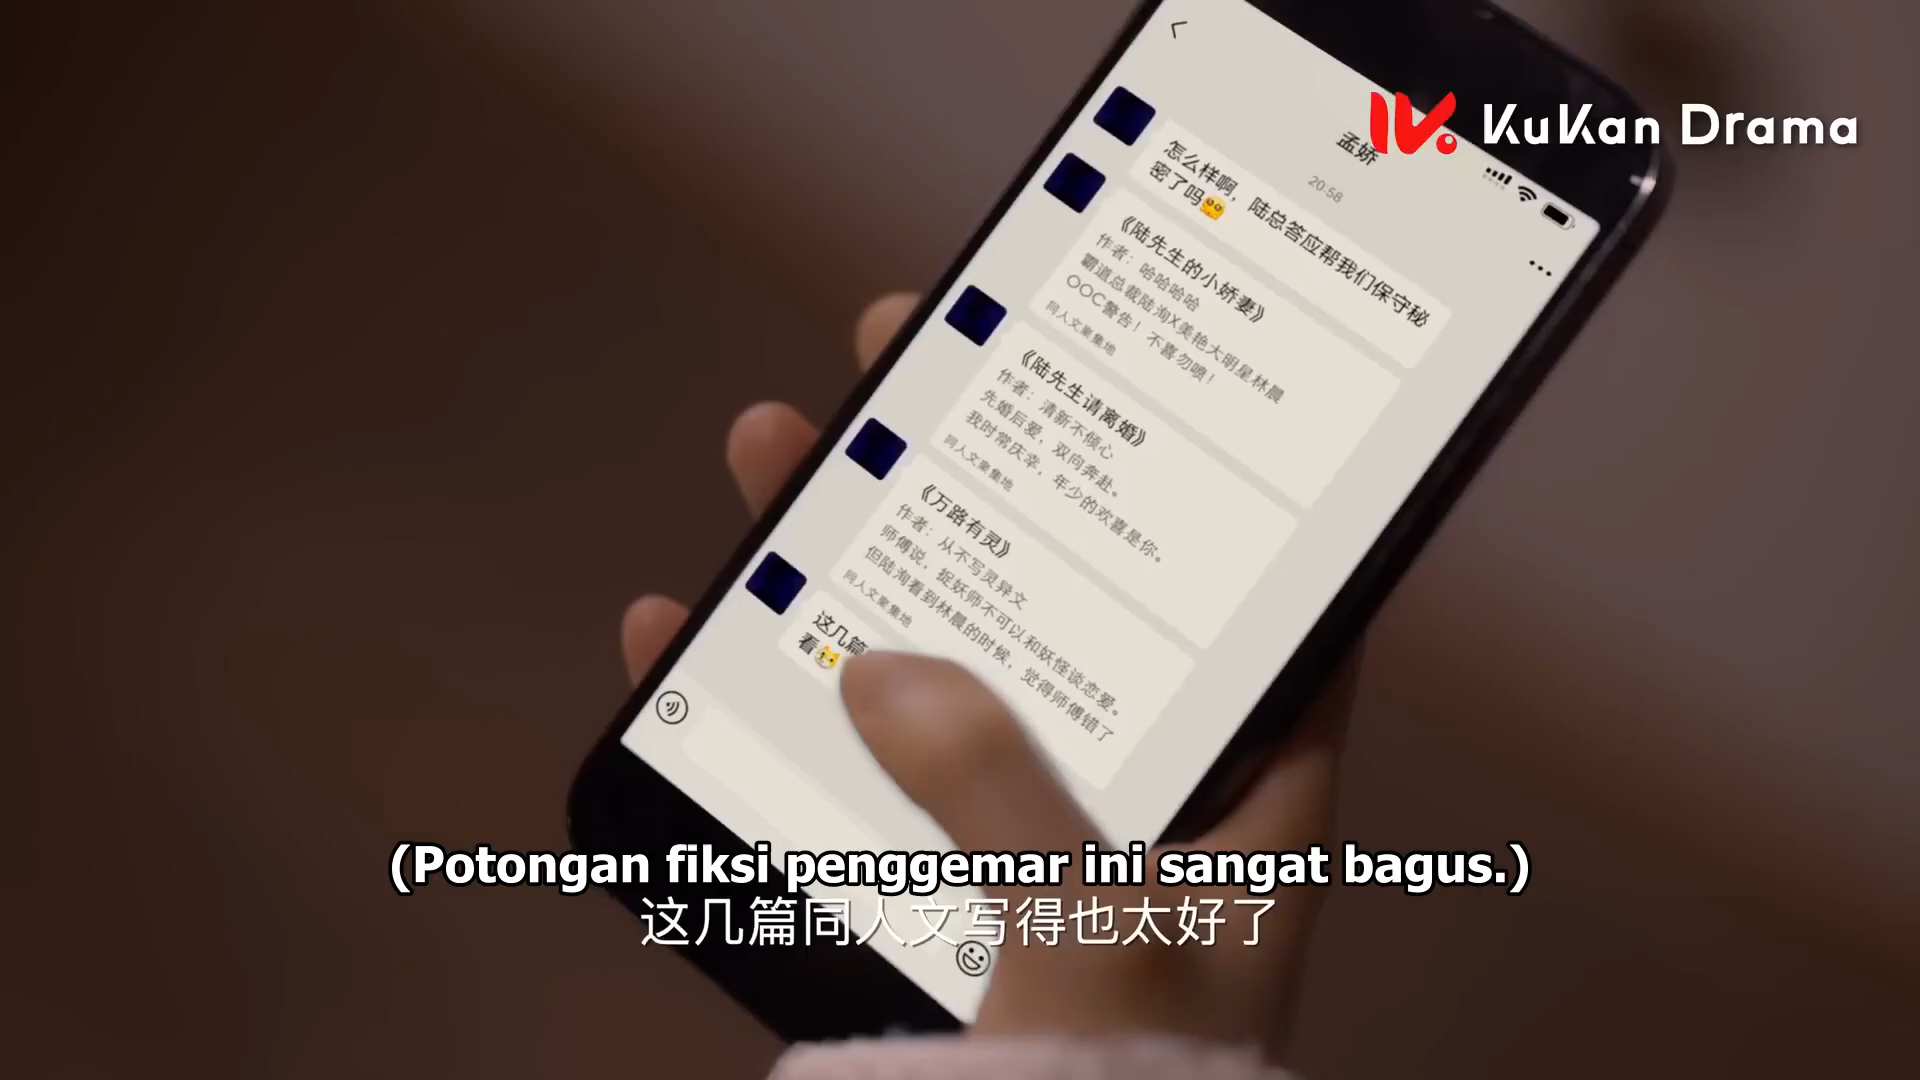 KuKan Drama
孟娇
20:58
怎么样啊，陆总答应帮我们保守秘
密了吗
《陆先生的小娇妻》
作者：哈哈哈哈
霸道总裁陆洵X美艳大明星林晨
OOC警告！不喜勿喷！
同人文聚集地
《陆先生请离婚》
作者：清新不倾心
先婚后爱，双向奔赴。
我时常庆幸，年少的欢喜是你。
同人文聚集地
《万路有灵》
作者：从不写灵异文
师傅说，捉妖师不可以和妖怪谈恋爱。
但陆洵看到林晨的时候，觉得师傅错了
同人文聚集地
这几篇
看
(Potongan fiksi penggemar ini sangat bagus.)
这几篇同人文写得也太好了